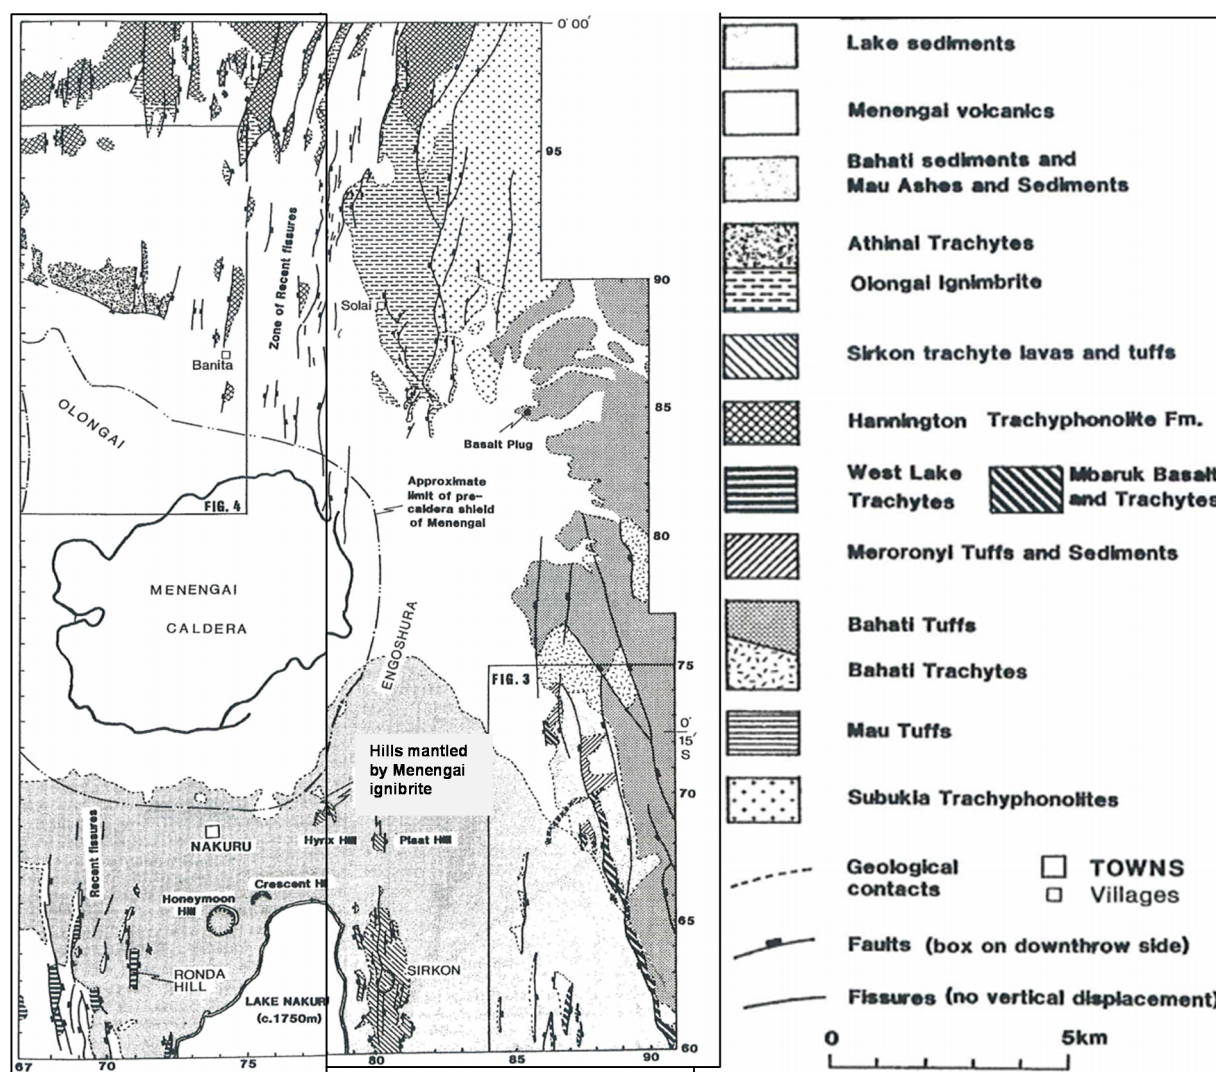 0°00'
95
90
85
80
75
0°
15'
S
70
65
60
67
70
75
80
85
90
Zone of Recent fissures
Solai
Banita
OLONGAI
Basalt Plug
Approximate
limit of pre-
caldera shield
of Menengai
FIG. 4
MENENGAI
CALDERA
ENGOSHURA
FIG. 3
Hills mantled
by Menengai
ignibrite
Recent fissures
NAKURU
Hyrix Hill
Plaat Hill
Crescent Hi
Honeymoon
Hill
RONDA
HILL
SIRKON
LAKE NAKURU
(c.1750m)
Lake sediments
Menengai volcanics
Bahati sediments and
Mau Ashes and Sediments
Athinai Trachytes
Olongai Ignimbrite
Sirkon trachyte lavas and tuffs
Hannington Trachyphonolite Fm.
West Lake
Trachytes
Mbaruk Basalt
and Trachytes
Meroronyi Tuffs and Sediments
Bahati Tuffs
Bahati Trachytes
Mau Tuffs
Subukia Trachyphonolites
Geological
contacts
TOWNS
Villages
Faults (box on downthrow side)
Fissures (no vertical displacement)
0
5km